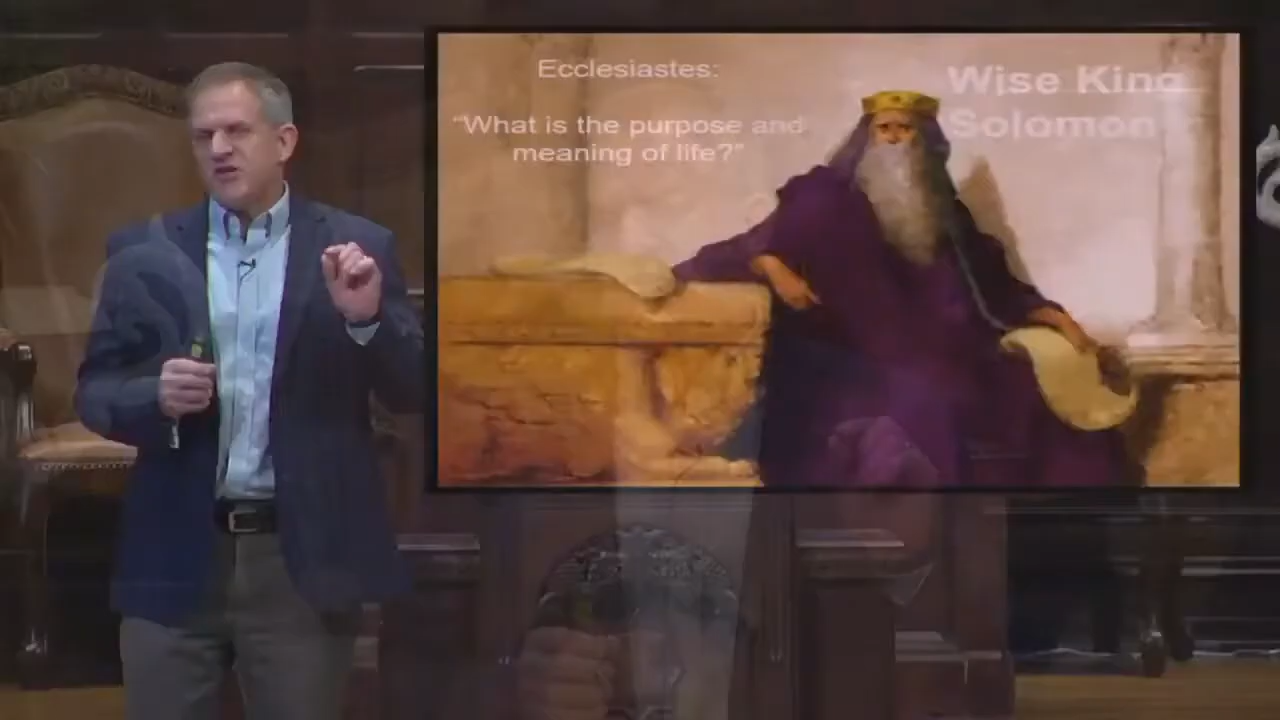 Ecclesiastes:
“What is the purpose and
meaning of life?”
Wise King
Solomon